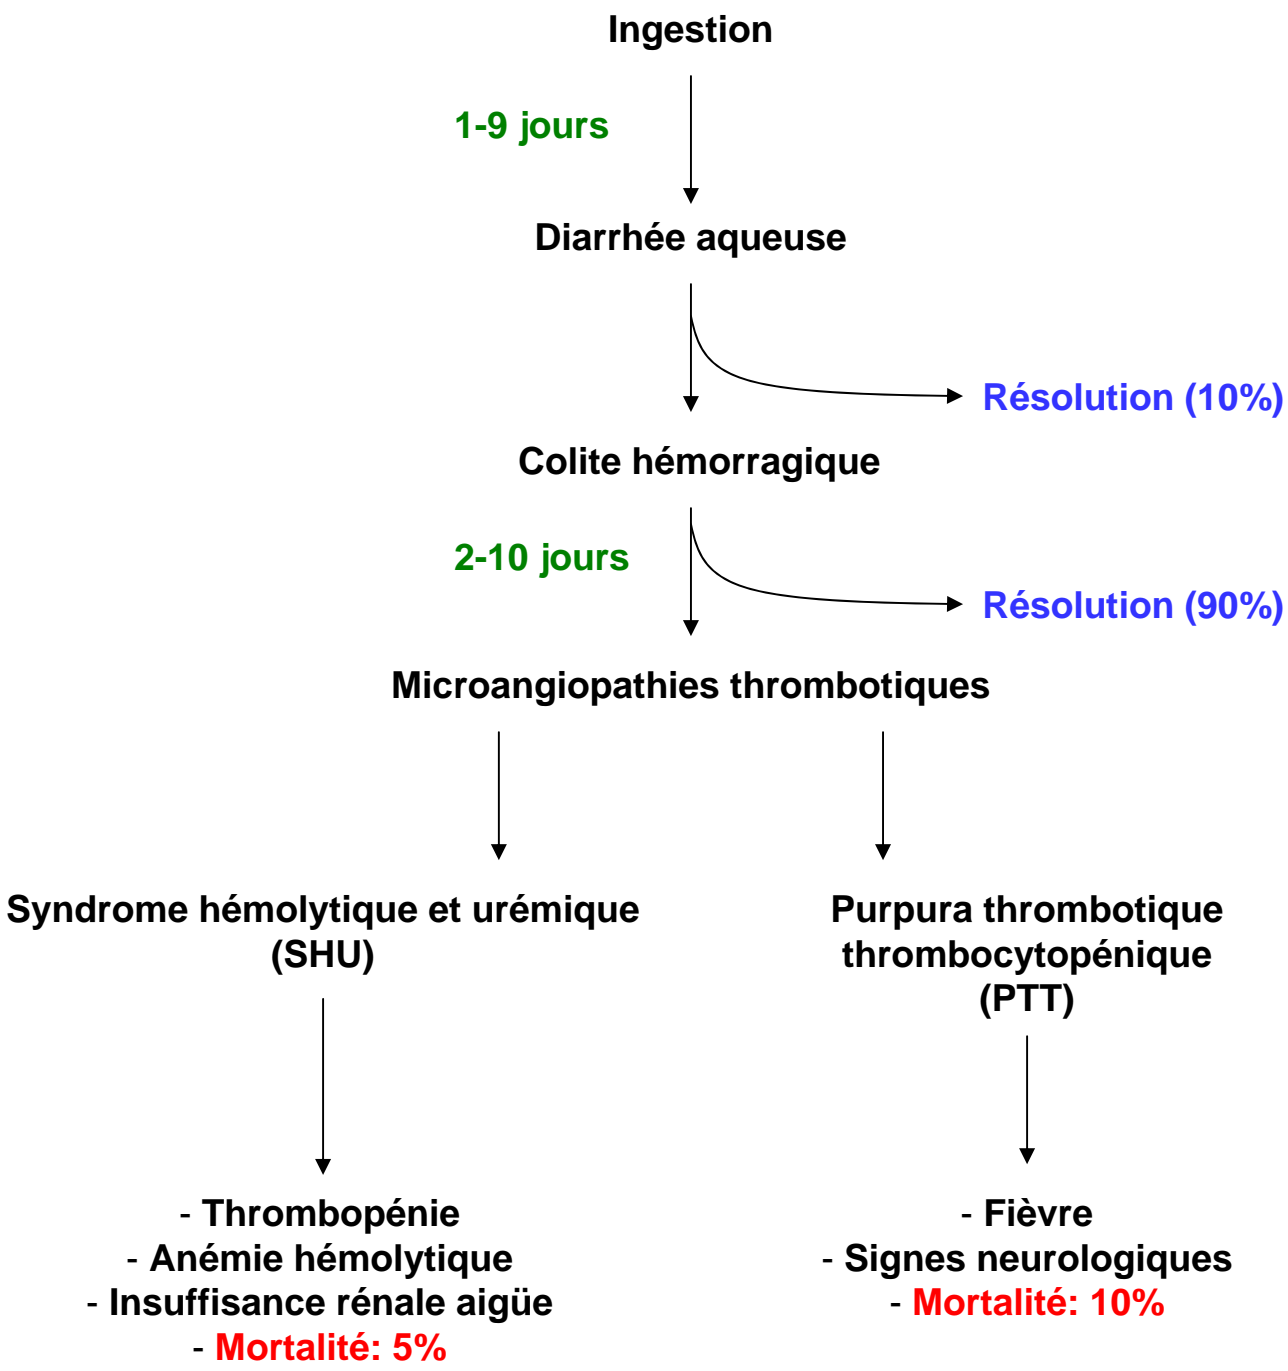 Ingestion
1-9 jours
Diarrhée aqueuse
Résolution (10%)
Colite hémorragique
2-10 jours
Résolution (90%)
Microangiopathies thrombotiques
Syndrome hémolytique et urémique
(SHU)
Purpura thrombotique
thrombocytopénique
(PTT)
- Thrombopénie
- Anémie hémolytique
- Insuffisance rénale aigüe
- Mortalité: 5%
- Fièvre
- Signes neurologiques
- Mortalité: 10%